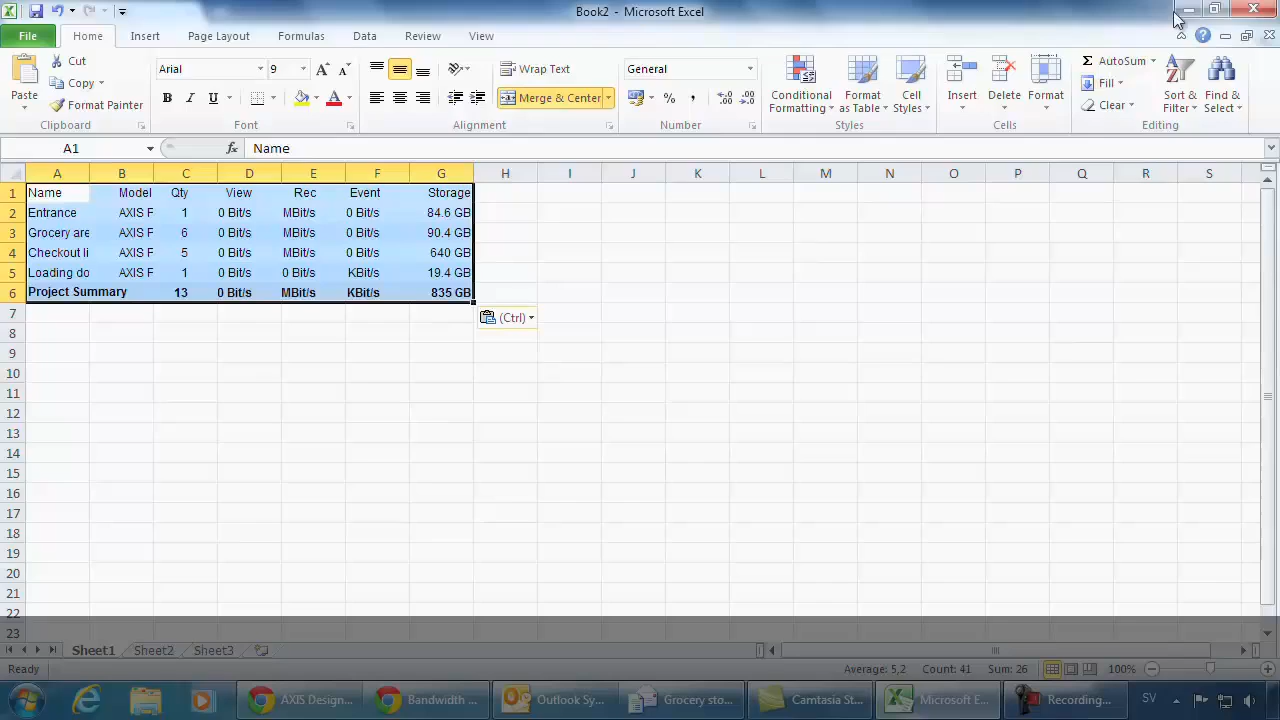 Book2 - Microsoft Excel
File Home Insert Page Layout Formulas Data Review View
Paste
Cut
Copy
Format Painter
Clipboard
Arial 9
B I U
Font
Wrap Text
Merge & Center
Alignment
General
Number
Conditional Formatting
Format as Table
Cell Styles
Styles
Insert Delete Format
Cells
AutoSum
Fill
Clear
Sort & Filter
Find & Select
Editing
A1 fx Name
A B C D E F G H I J K L M N O P Q R S
1 Name Model Qty View Rec Event Storage
2 Entrance AXIS F 1 0 Bit/s MBit/s 0 Bit/s 84.6 GB
3 Grocery are AXIS F 6 0 Bit/s MBit/s 0 Bit/s 90.4 GB
4 Checkout li AXIS F 5 0 Bit/s MBit/s 0 Bit/s 640 GB
5 Loading do AXIS F 1 0 Bit/s 0 Bit/s KBit/s 19.4 GB
6 Project Summary 13 0 Bit/s MBit/s KBit/s 835 GB
7 (Ctrl)
8
9
10
11
12
13
14
15
16
17
18
19
20
21
22
23
Sheet1 Sheet2 Sheet3
Ready Average: 5,2 Count: 41 Sum: 26 100%
AXIS Design... Bandwidth ... Outlook Sy... Grocery sto... Camtasia St... Microsoft E... Recording... SV